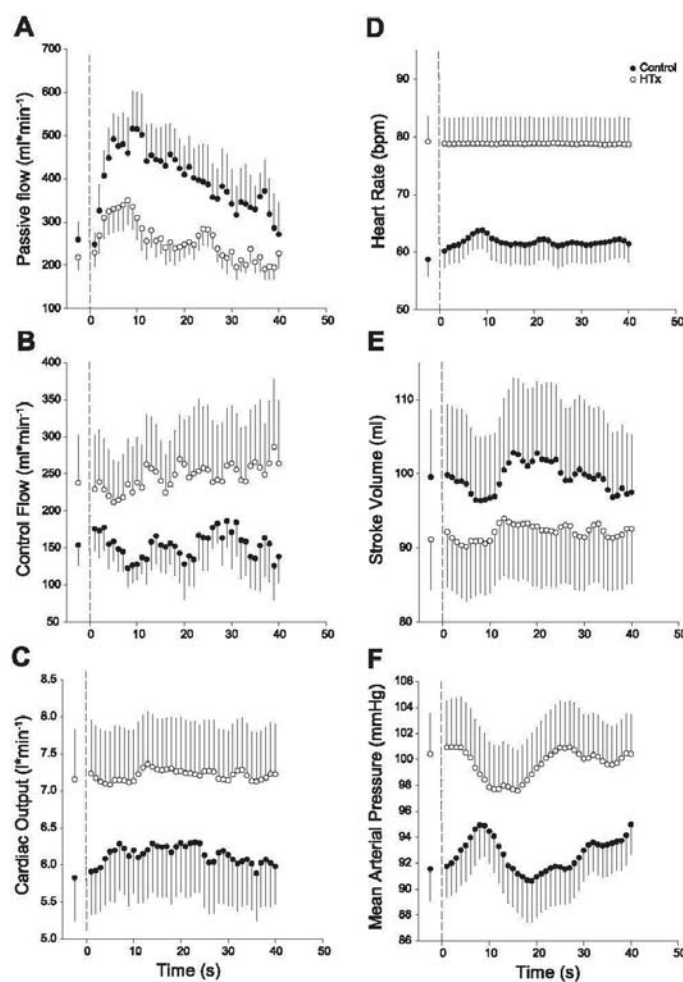 A
Passive flow (ml*min-1)
700
600
500
400
300
200
100
0 10 20 30 40 50
B
Control Flow (ml*min-1)
400
350
300
250
200
150
100
50
0 10 20 30 40 50
C
Cardiac Output (l*min-1)
8.5
8.0
7.5
7.0
6.5
6.0
5.5
5.0
0 10 20 30 40 50
Time (s)
D
Control
HTx
Heart Rate (bpm)
90
80
70
60
50
0 10 20 30 40 50
E
Stroke Volume (ml)
110
100
90
80
0 10 20 30 40 50
F
Mean Arterial Pressure (mmHg)
108
104
102
100
98
96
94
92
90
88
86
0 10 20 30 40 50
Time (s)